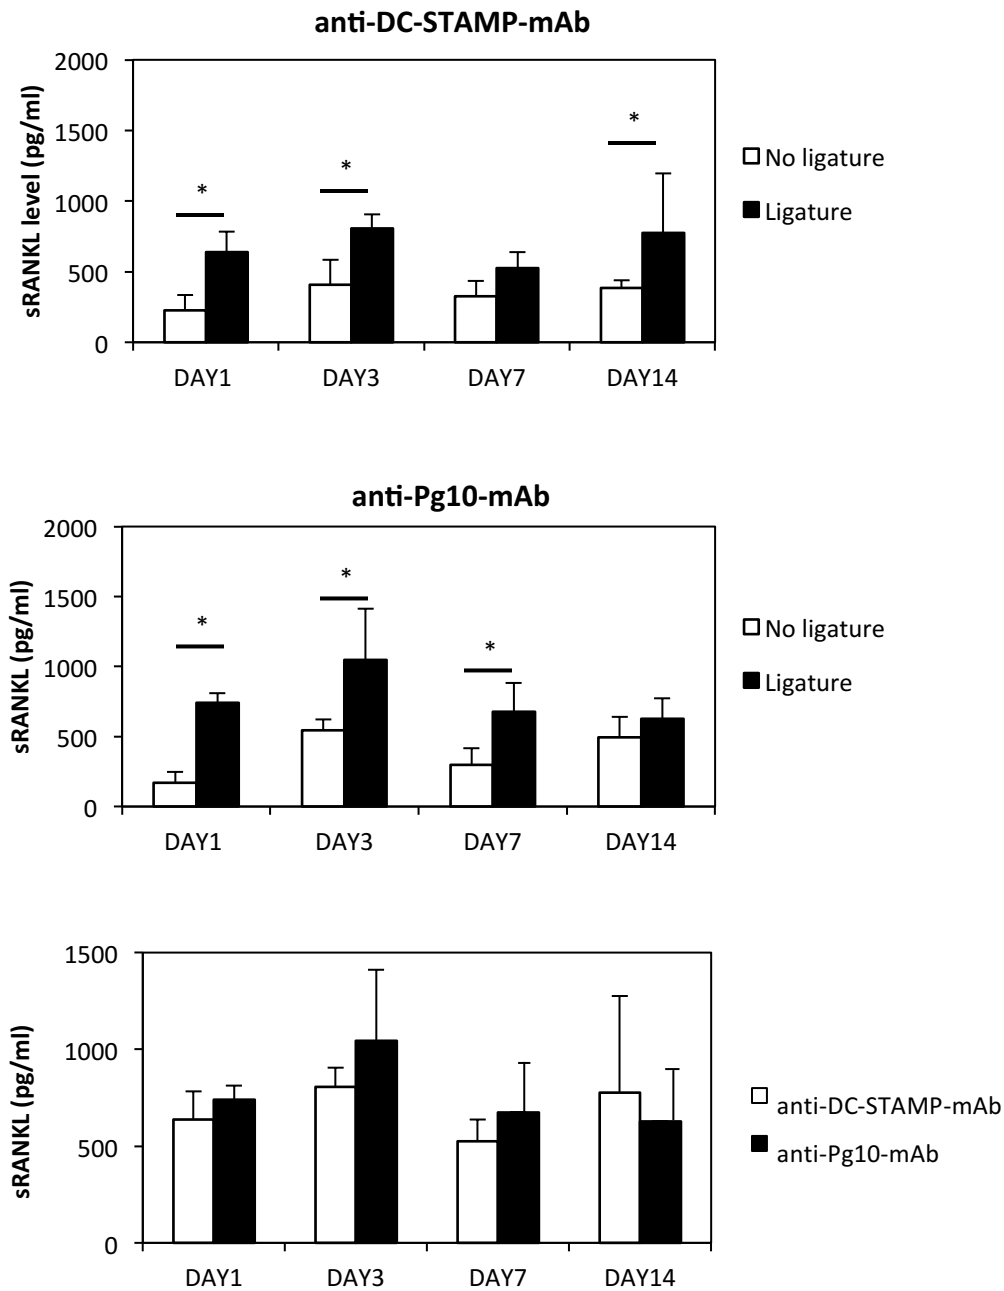 anti-DC-STAMP-mAb
sRANKL level (pg/ml)
2000
1500
1000
500
0
*
*
*
DAY1 DAY3 DAY7 DAY14
No ligature
Ligature
anti-Pg10-mAb
sRANKL (pg/ml)
2000
1500
1000
500
0
*
*
*
DAY1 DAY3 DAY7 DAY14
No ligature
Ligature
sRANKL (pg/ml)
1500
1000
500
0
DAY1 DAY3 DAY7 DAY14
anti-DC-STAMP-mAb
anti-Pg10-mAb